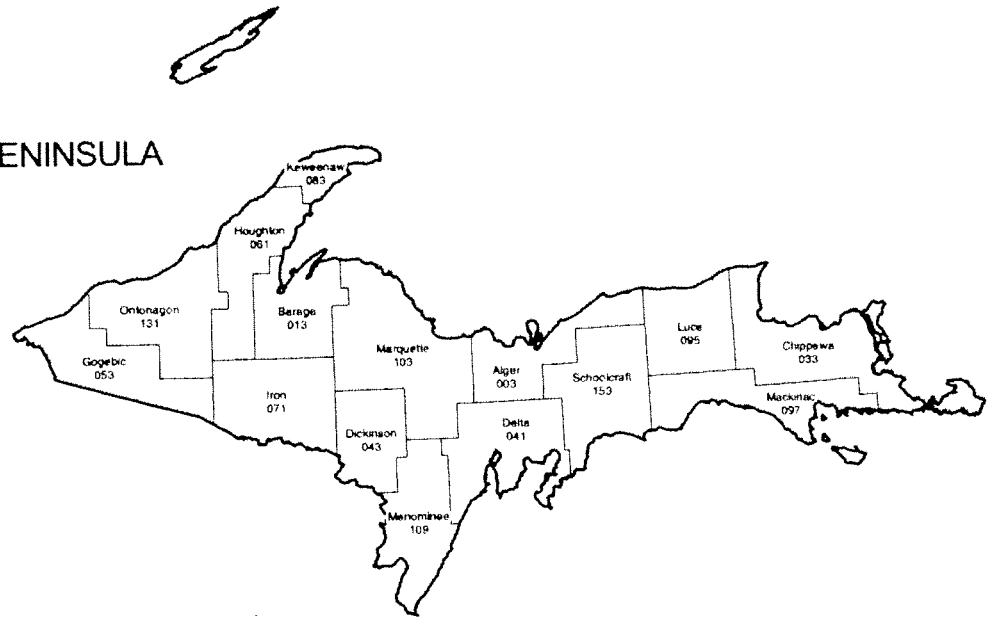 ENINSULA
Keweenaw
083
Houghton
061
Ontonagon
131
Baraga
013
Gogebic
053
Marquette
103
Iron
071
Dickinson
043
Menominee
109
Alger
003
Delta
041
Schoolcraft
153
Luce
095
Chippewa
033
Mackinac
097